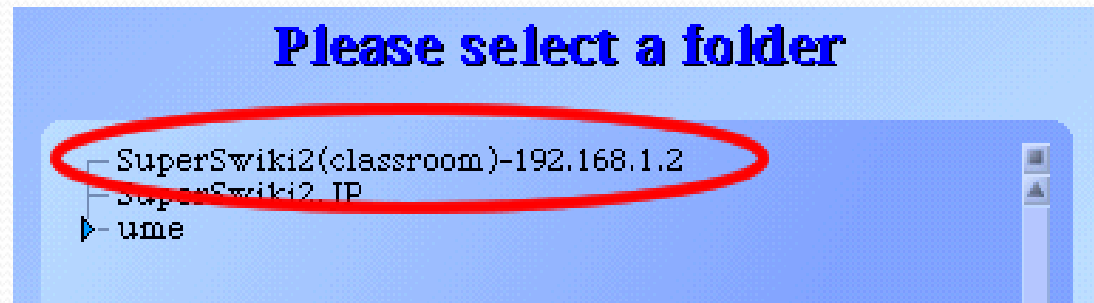 Please select a folder
SuperSwiki2(classroom)-192.168.1.2
SuperSwiki2.JP
ume